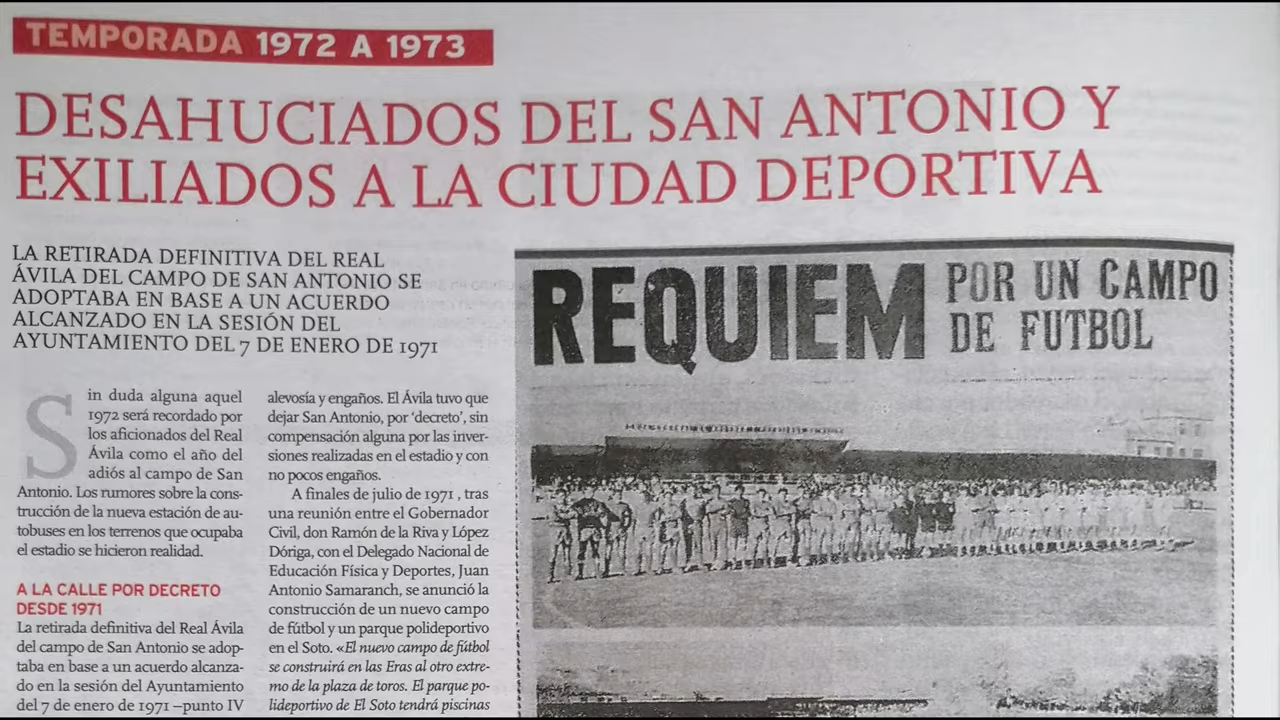 TEMPORADA 1972 A 1973
DESAHUCIADOS DEL SAN ANTONIO Y
EXILIADOS A LA CIUDAD DEPORTIVA
LA RETIRADA DEFINITIVA DEL REAL
ÁVILA DEL CAMPO DE SAN ANTONIO SE
ADOPTABA EN BASE A UN ACUERDO
ALCANZADO EN LA SESIÓN DEL
AYUNTAMIENTO DEL 7 DE ENERO DE 1971
Sin duda alguna aquel
1972 será recordado por
los aficionados del Real
Ávila como el año del
adiós al campo de San
Antonio. Los rumores sobre la cons-
trucción de la nueva estación de au-
tobuses en los terrenos que ocupaba
el estadio se hicieron realidad.
A LA CALLE POR DECRETO
DESDE 1971
La retirada definitiva del Real Ávila
del campo de San Antonio se adop-
taba en base a un acuerdo alcanza-
do en la sesión del Ayuntamiento
del 7 de enero de 1971 –punto IV
alevosía y engaños. El Ávila tuvo que
dejar San Antonio, por ‘decreto’, sin
compensación alguna por las inver-
siones realizadas en el estadio y con
no pocos engaños.
A finales de julio de 1971 , tras
una reunión entre el Gobernador
Civil, don Ramón de la Riva y López
Dóriga, con el Delegado Nacional de
Educación Física y Deportes, Juan
Antonio Samaranch, se anunció la
construcción de un nuevo campo
de fútbol y un parque polideportivo
en el Soto. «El nuevo campo de fútbol
se construirá en las Eras al otro extre-
mo de la plaza de toros. El parque po-
lideportivo de El Soto tendrá piscinas
REQUIEM POR UN CAMPO
DE FUTBOL